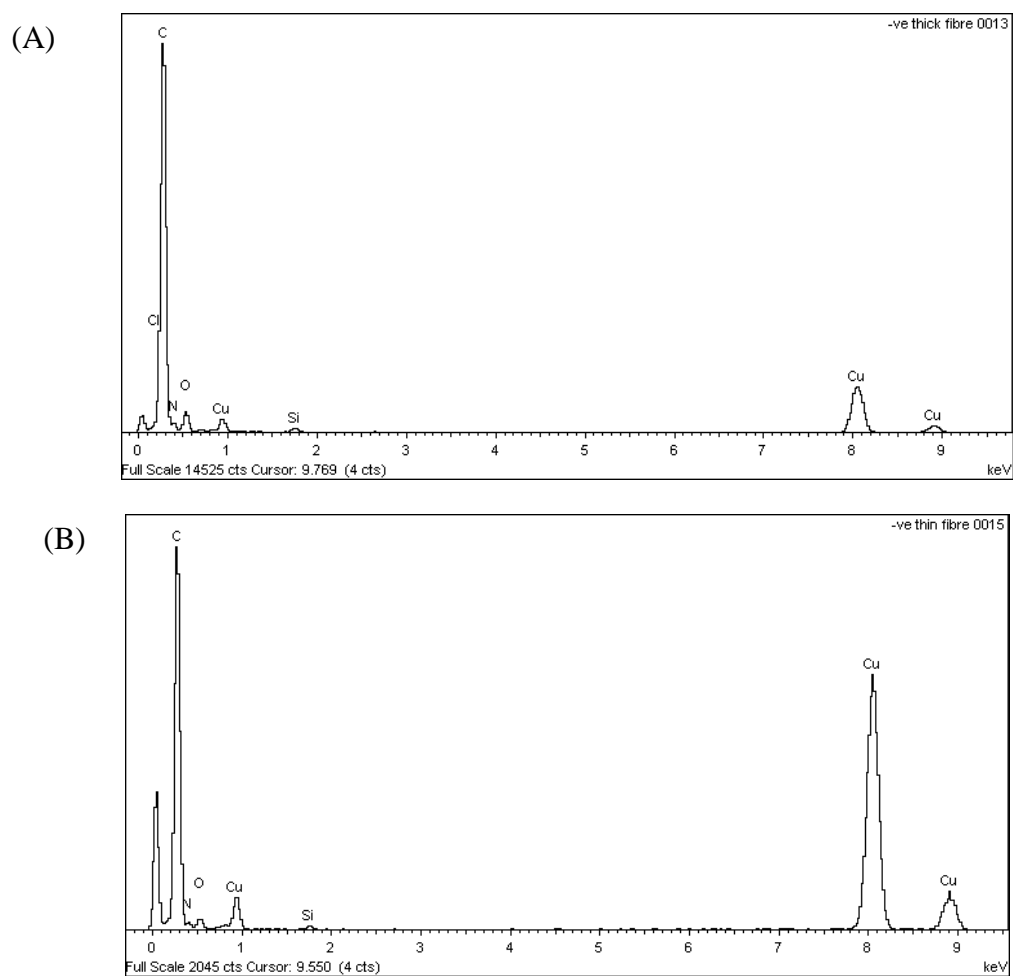 (A)
-ve thick fibre 0013
C
Cl
N
O
Cu
Si
Cu
Cu
0 1 2 3 4 5 6 7 8 9
Full Scale 14525 cts Cursor: 9.769 (4 cts)
keV
(B)
-ve thin fibre 0015
C
N
O
Cu
Si
Cu
Cu
0 1 2 3 4 5 6 7 8 9
Full Scale 2045 cts Cursor: 9.550 (4 cts)
keV